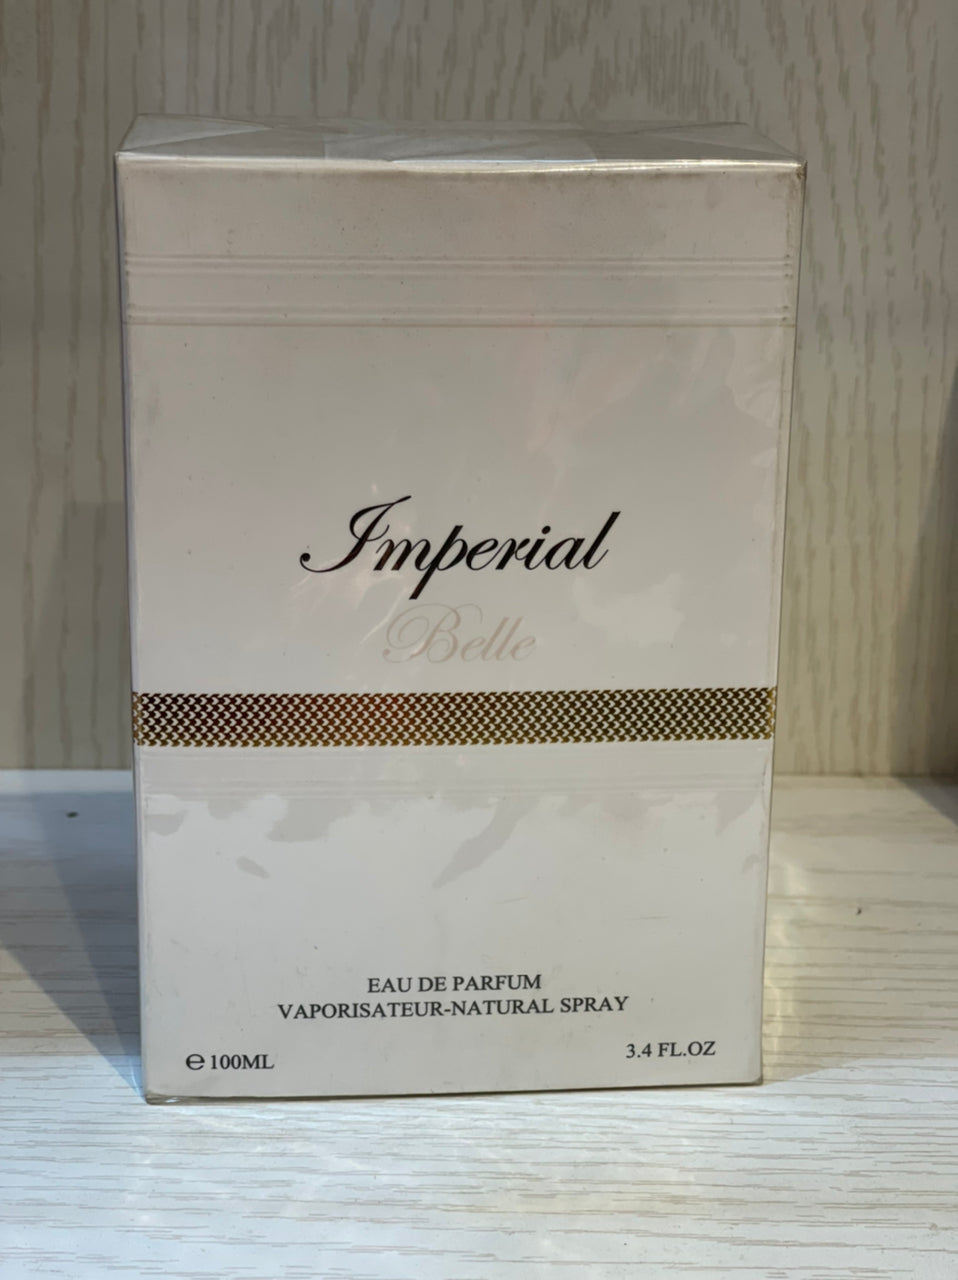 Imperial
Belle
EAU DE PARFUM
VAPORISATEUR-NATURAL SPRAY
℮ 100ML
3.4 FL.OZ